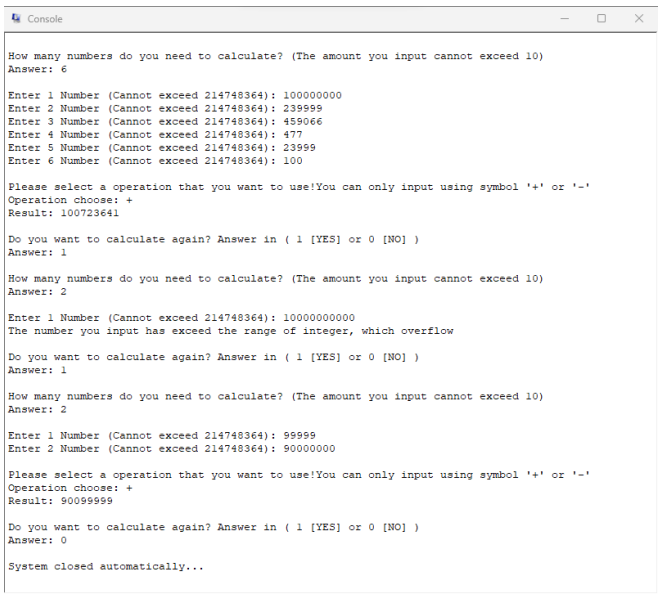 Console
How many numbers do you need to calculate? (The amount you input cannot exceed 10)
Answer: 6
Enter 1 Number (Cannot exceed 214748364): 100000000
Enter 2 Number (Cannot exceed 214748364): 239999
Enter 3 Number (Cannot exceed 214748364): 459066
Enter 4 Number (Cannot exceed 214748364): 477
Enter 5 Number (Cannot exceed 214748364): 23999
Enter 6 Number (Cannot exceed 214748364): 100
Please select a operation that you want to use!You can only input using symbol '+' or '-'
Operation choose: +
Result: 100723641
Do you want to calculate again? Answer in ( 1 [YES] or 0 [NO] )
Answer: 1
How many numbers do you need to calculate? (The amount you input cannot exceed 10)
Answer: 2
Enter 1 Number (Cannot exceed 214748364): 10000000000
The number you input has exceed the range of integer, which overflow
Do you want to calculate again? Answer in ( 1 [YES] or 0 [NO] )
Answer: 1
How many numbers do you need to calculate? (The amount you input cannot exceed 10)
Answer: 2
Enter 1 Number (Cannot exceed 214748364): 99999
Enter 2 Number (Cannot exceed 214748364): 90000000
Please select a operation that you want to use!You can only input using symbol '+' or '-'
Operation choose: +
Result: 90099999
Do you want to calculate again? Answer in ( 1 [YES] or 0 [NO] )
Answer: 0
System closed automatically...